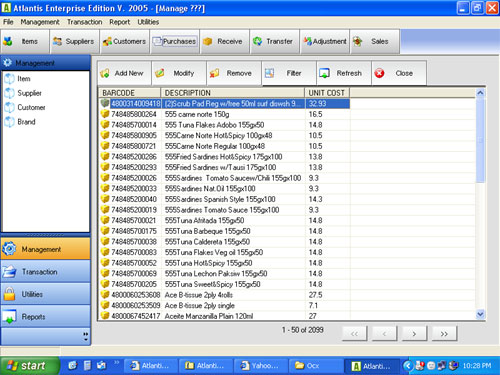 Atlantis Enterprise Edition V. 2005 - [Manage ???]
File Management Transaction Report Utilities
Items Suppliers Customers Purchases Receive Transfer Adjustment Sales
Management
Item
Supplier
Customer
Brand
Management
Transaction
Utilities
Reports
Add New Modify Remove Filter Refresh Close
BARCODE DESCRIPTION UNIT COST
4800314009418 (2)Scrub Pad Reg w/free 50ml surf diswsh 9... 32.93
748485800264 555 carne norte 150g 16.5
748485700014 555 Tuna Flakes Adobo 155gx50 14.8
748485800905 555Carne Norte Hot&Spicy 100gx48 10.5
748485800721 555Carne Norte Regular 100gx48 10.5
748485200286 555Fried Sardines Hot&Spicy 175gx100 13.8
748485200293 555Fried Sardines w/Tausi 175gx100 13.8
748485200026 555Sardines Tomato Saucew/Chili 155gx100 9.3
748485200033 555Sardines Nat.Oil 155gx100 9.3
748485200040 555Sardines Spanish Style 155gx100 14.3
748485200019 555Sardines Tomato Sauce 155gx100 9.3
748485700021 555Tuna Afritada 155gx50 14.8
748485700175 555Tuna Barbeque 155gx50 14.8
748485700038 555Tuna Caldereta 155gx50 14.8
748485700083 555Tuna Flakes Veg oil 155gx50 14.8
748485700052 555Tuna Hot&Spicy 155gx50 14.8
748485700069 555Tuna Lechon Paksiw 155gx50 14.8
748485700205 555Tuna Sweet&Spicy 155gx50 14.8
4800060253608 Ace B-tissue 2ply 4rolls 27.5
4800060253509 Ace B-tissue 2ply single 7.1
4800067452417 Aceite Manzanilla Plain 120ml 27
1 - 50 of 2099
<< < > >>
start Atlanti... Atlanti... Yahoo... Ocx Atlanti... 10:28 PM